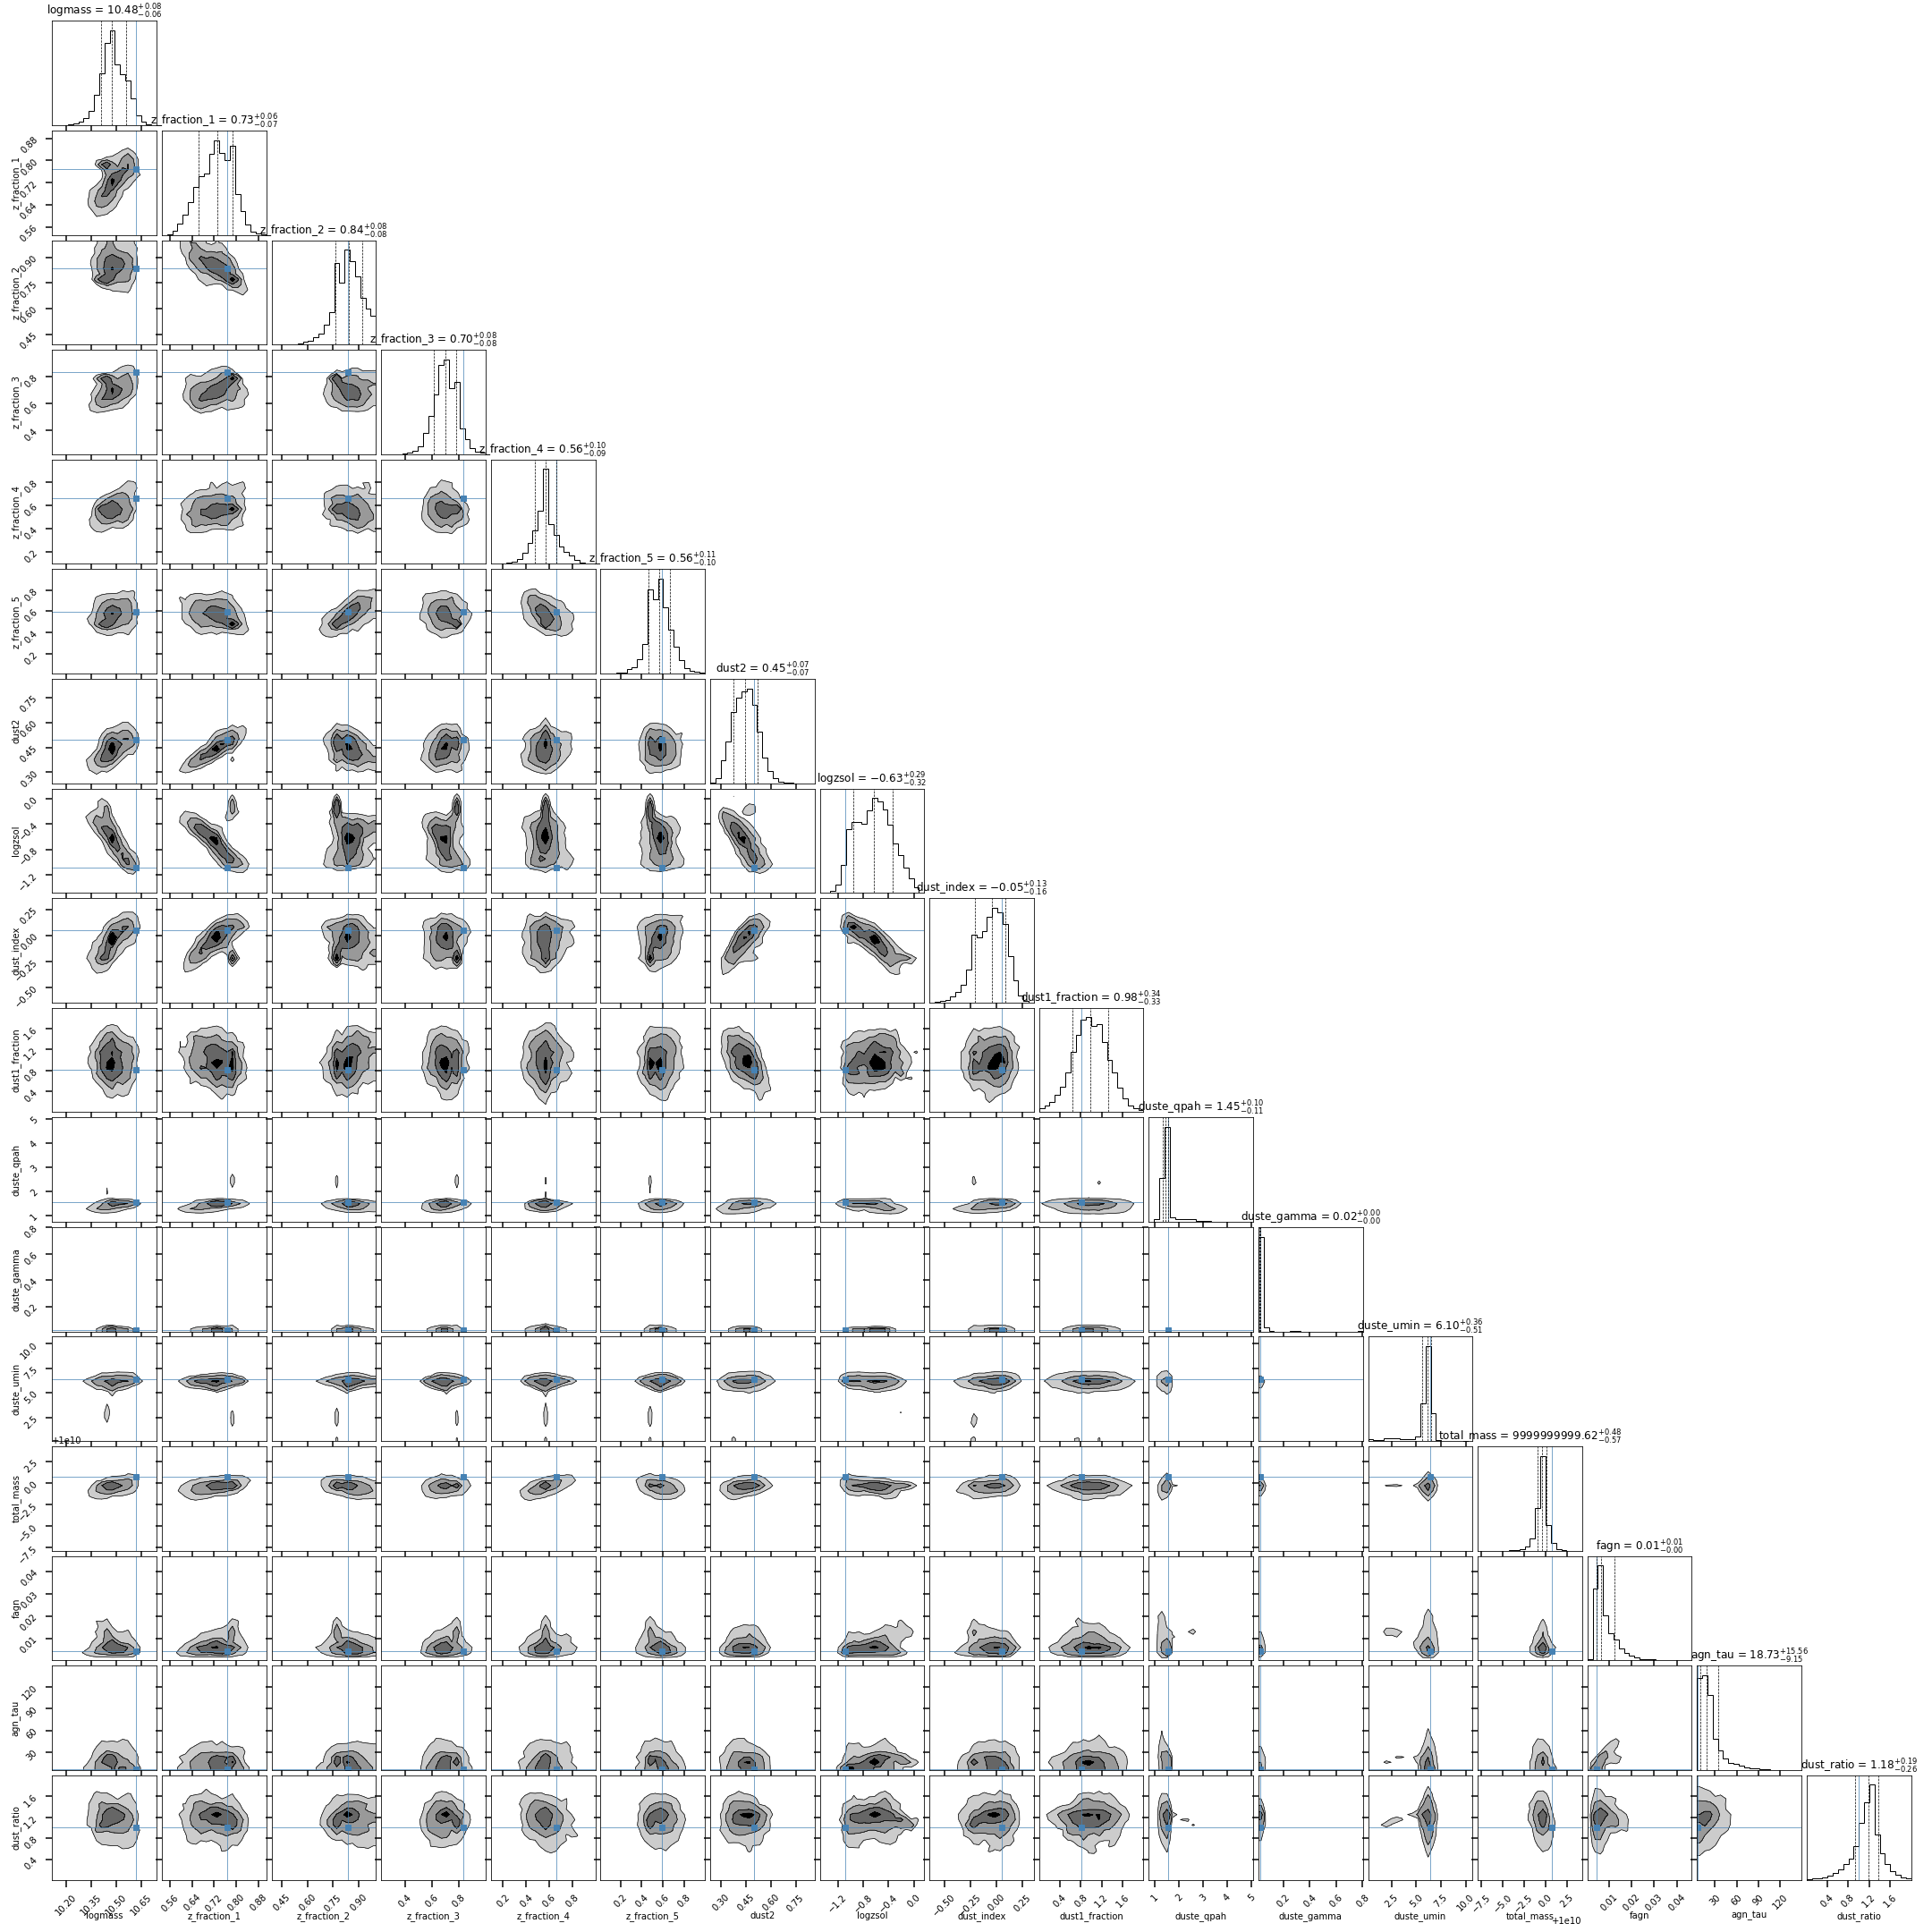 logmass = 10.48+0.08−0.06
z_fraction_1 = 0.73+0.06−0.07
z_fraction_1
0.88
0.80
0.72
0.64
0.56
z_fraction_2 = 0.84+0.08−0.08
z_fraction_2
0.90
0.75
0.60
0.45
z_fraction_3 = 0.70+0.08−0.08
z_fraction_3
0.8
0.6
0.4
z_fraction_4 = 0.56+0.10−0.09
z_fraction_4
0.8
0.6
0.4
0.2
z_fraction_5 = 0.56+0.11−0.10
z_fraction_5
0.8
0.6
0.4
0.2
dust2 = 0.45+0.07−0.07
dust2
0.75
0.60
0.45
0.30
logzsol = −0.63+0.29−0.32
logzsol
0.0
−0.4
−0.8
−1.2
dust_index = −0.05+0.13−0.16
dust_index
0.25
0.00
−0.25
−0.50
dust1_fraction = 0.98+0.34−0.33
dust1_fraction
1.6
1.2
0.8
0.4
duste_qpah = 1.45+0.10−0.11
duste_qpah
5
4
3
2
1
duste_gamma = 0.02+0.00−0.00
duste_gamma
0.8
0.6
0.4
0.2
duste_umin = 6.10+0.36−0.51
duste_umin
10.0
7.5
5.0
2.5
total_mass = 9999999999.62+0.48−0.57
+1e10
total_mass
2.5
0.0
−2.5
−5.0
−7.5
fagn = 0.01+0.01−0.00
fagn
0.04
0.03
0.02
0.01
agn_tau = 18.73+15.56−9.15
agn_tau
120
90
60
30
dust_ratio = 1.18+0.19−0.26
dust_ratio
1.6
1.2
0.8
0.4
10.20 10.35 10.50 10.65 0.56 0.64 0.72 0.80 0.88 0.45 0.60 0.75 0.90 0.4 0.6 0.8 0.2 0.4 0.6 0.8 0.2 0.4 0.6 0.8 0.30 0.45 0.60 0.75 −1.2 −0.8 −0.4 0.0 −0.50 −0.25 0.00 0.25 0.4 0.8 1.2 1.6 1 2 3 4 5 0.2 0.4 0.6 0.8 2.5 5.0 7.5 10.0 −7.5 −5.0 −2.5 0.0 2.5 0.01 0.02 0.03 0.04 30 60 90 120 0.4 0.8 1.2 1.6
logmass z_fraction_1 z_fraction_2 z_fraction_3 z_fraction_4 z_fraction_5 dust2 logzsol dust_index dust1_fraction duste_qpah duste_gamma duste_umin total_mass +1e10 fagn agn_tau dust_ratio